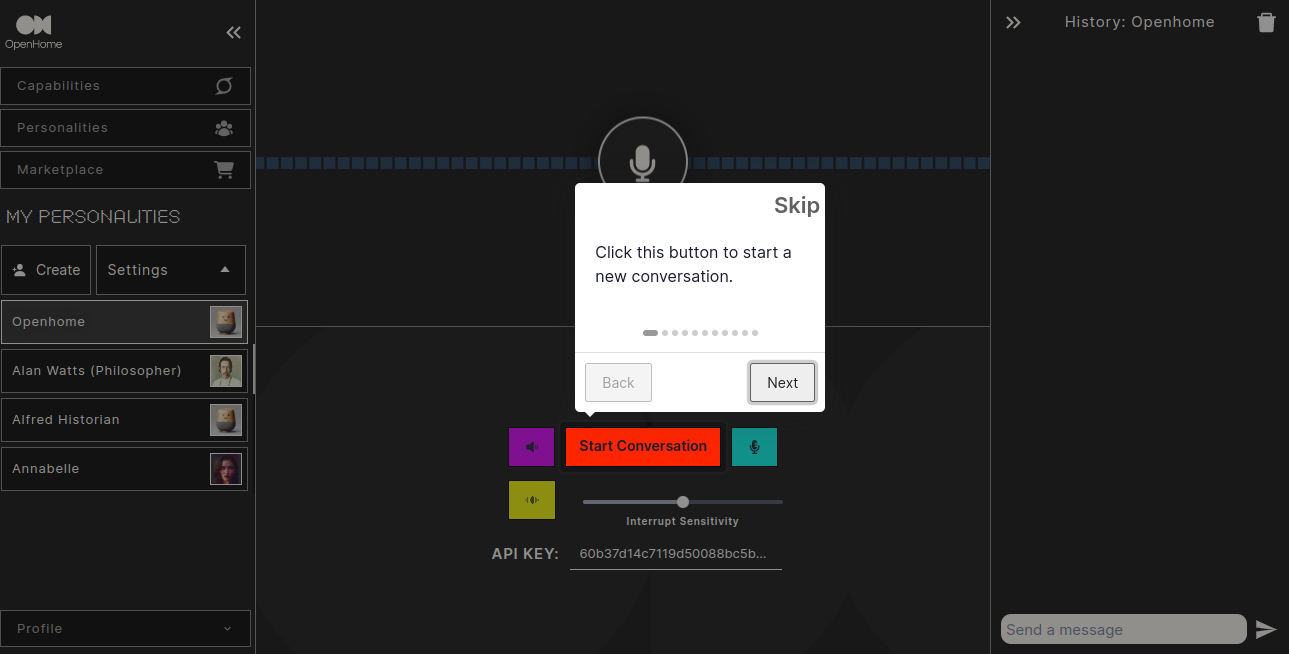 OpenHome
Capabilities
Personalities
Marketplace
MY PERSONALITIES
Create
Settings
Openhome
Alan Watts (Philosopher)
Alfred Historian
Annabelle
Profile
Skip
Click this button to start a
new conversation.
Back
Next
Start Conversation
Interrupt Sensitivity
API KEY:
60b37d14c7119d50088bc5b...
History: Openhome
Send a message